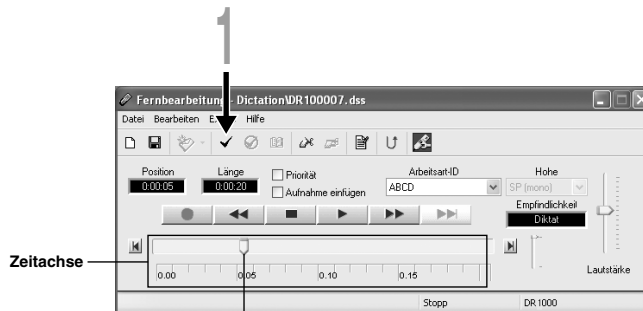 1
Fernbearbeitung - Dictation\DR100007.dss
Datei Bearbeiten Hilfe
Position Länge Priorität Arbeitsart-ID Hohe
0:00:05 0:00:20 Aufnahme einfügen ABCD SP (mono)
Empfindlichkeit
Diktat
Zeitachse
0.00 0.05 0.10 0.15 Lautstärke
Stopp DR1000